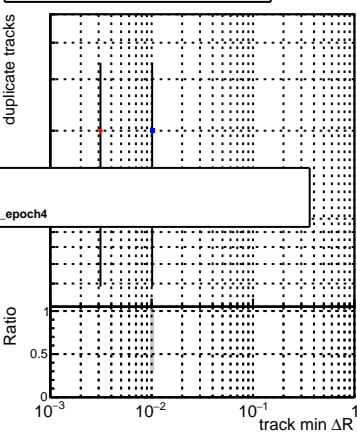 duplicate tracks
_epoch4
Ratio
1
0.5
0
10⁻³ 10⁻² 10⁻¹ 1
track min ΔR